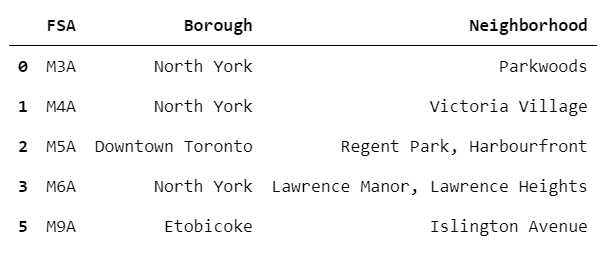 FSA Borough Neighborhood
0 M3A North York Parkwoods
1 M4A North York Victoria Village
2 M5A Downtown Toronto Regent Park, Harbourfront
3 M6A North York Lawrence Manor, Lawrence Heights
5 M9A Etobicoke Islington Avenue